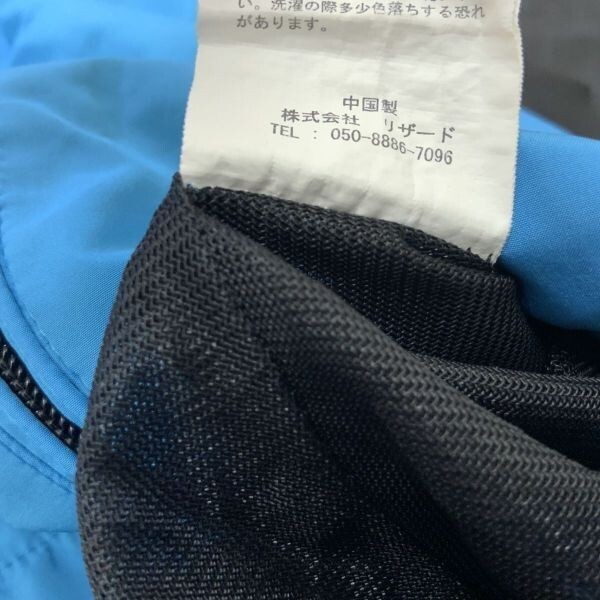 い。洗濯の際多少色落ちする恐れ
があります。
中国製
株式会社 リザード
TEL : 050-8886-7096